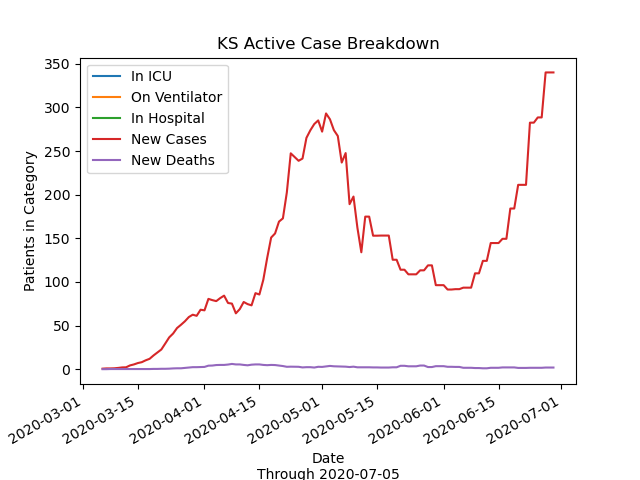 KS Active Case Breakdown
350
300
250
200
150
100
50
0
Patients in Category
In ICU
On Ventilator
In Hospital
New Cases
New Deaths
2020-03-01
2020-03-15
2020-04-01
2020-04-15
2020-05-01
2020-05-15
2020-06-01
2020-06-15
2020-07-01
Date
Through 2020-07-05